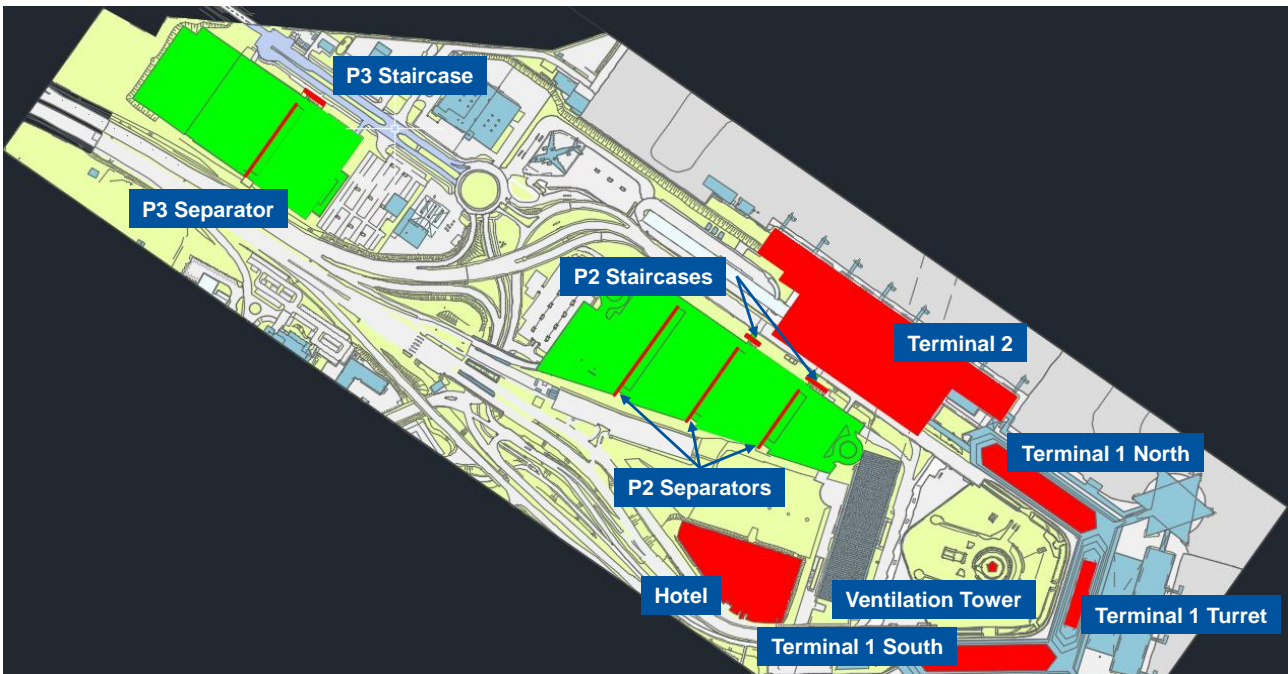 P3 Staircase
P3 Separator
P2 Staircases
Terminal 2
Terminal 1 North
P2 Separators
Hotel
Ventilation Tower
Terminal 1 Turret
Terminal 1 South